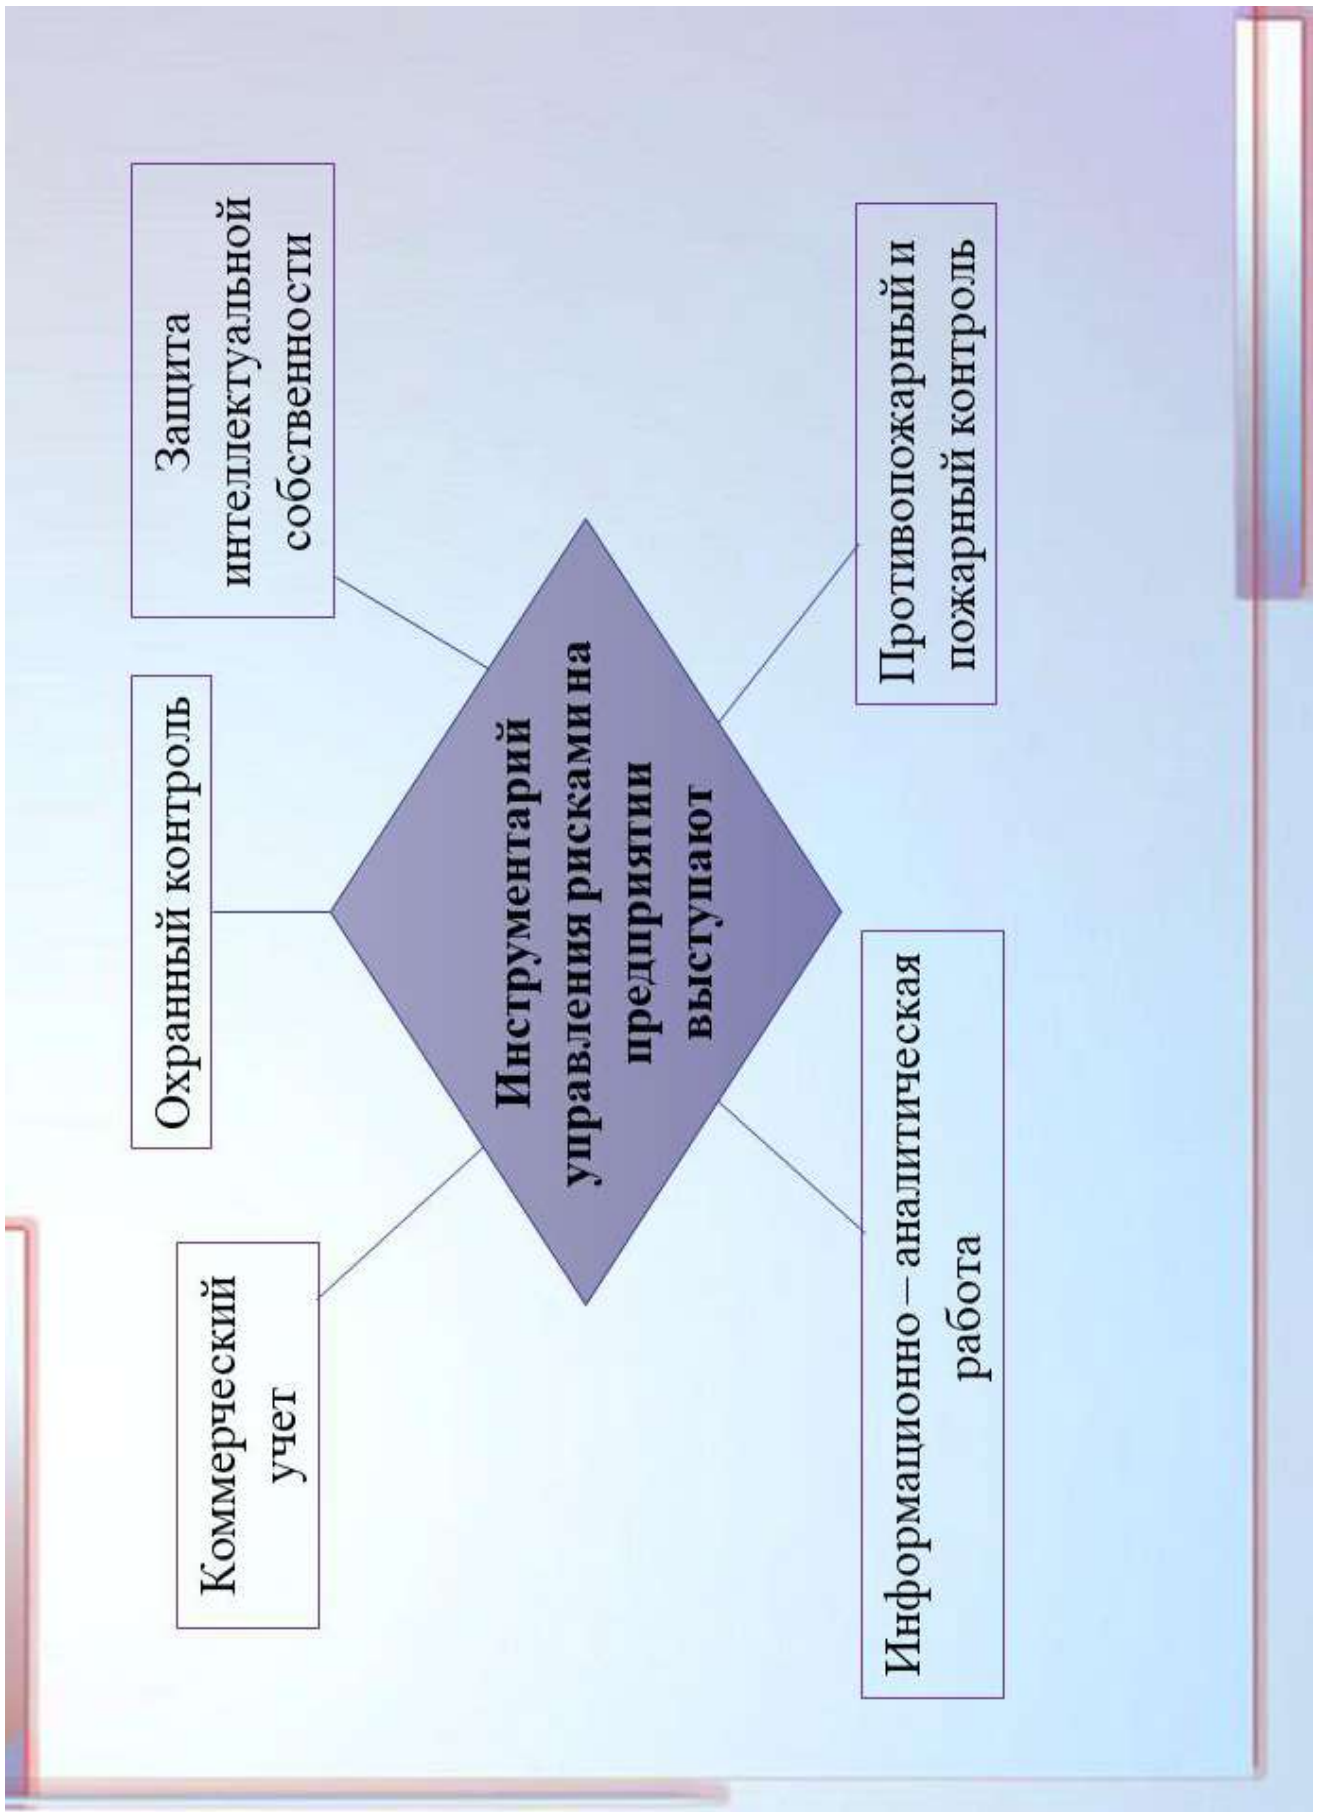 Коммерческий
учет
Охранный контроль
Защита
интеллектуальной
собственности
Инструментарий
управления рисками на
предприятии
выступают
Информационно – аналитическая
работа
Противопожарный и
пожарный контроль